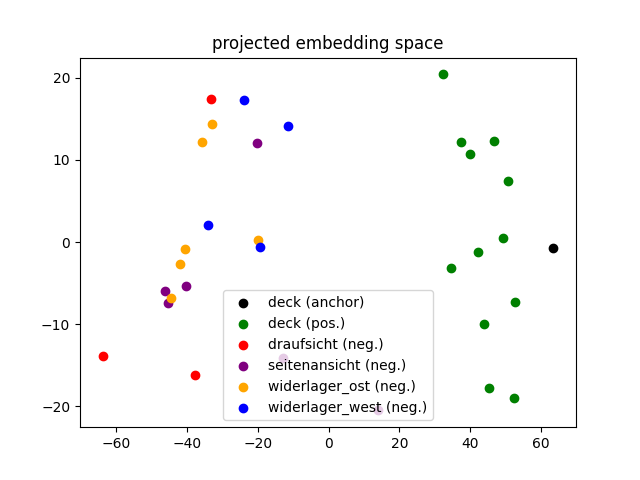 projected embedding space
20
10
0
−10
−20
deck (anchor)
deck (pos.)
draufsicht (neg.)
seitenansicht (neg.)
widerlager_ost (neg.)
widerlager_west (neg.)
−60 −40 −20 0 20 40 60